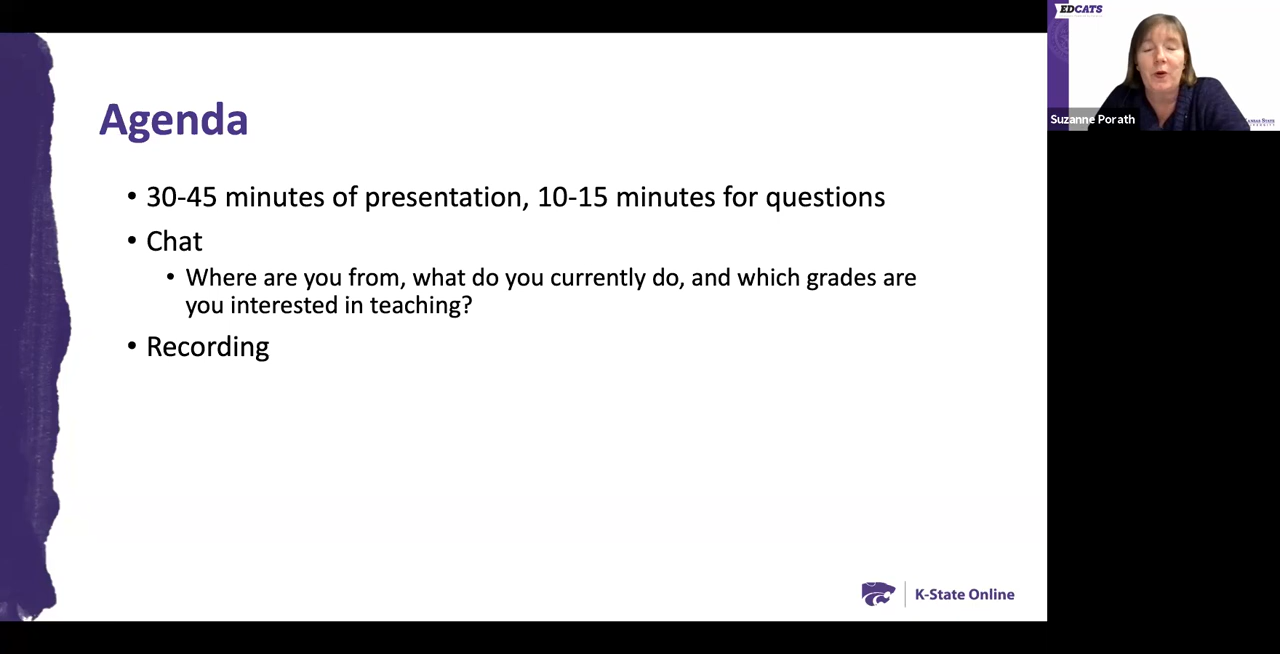 Agenda
• 30-45 minutes of presentation, 10-15 minutes for questions
• Chat
• Where are you from, what do you currently do, and which grades are
you interested in teaching?
• Recording
K-State Online
EDCATS
Suzanne Porath